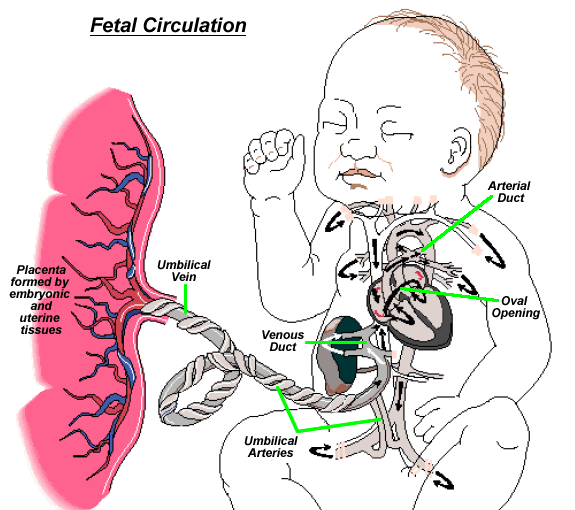 Fetal Circulation
Arterial
Duct
Umbilical
Vein
Placenta
formed by
embryonic
and
uterine
tissues
Oval
Opening
Venous
Duct
Umbilical
Arteries